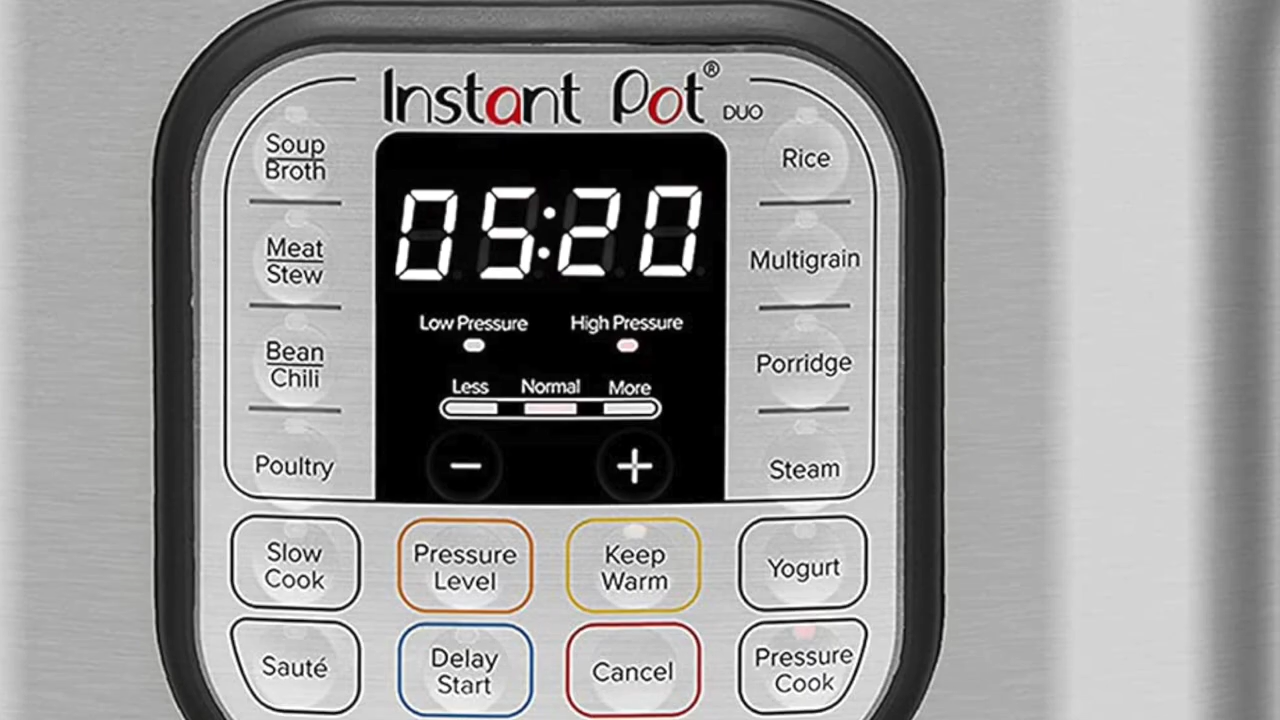 Instant Pot® DUO
Soup
Broth
Rice
05:20
Meat
Stew
Multigrain
Low Pressure High Pressure
Bean
Chili
Porridge
Less Normal More
Poultry
− +
Steam
Slow
Cook
Pressure
Level
Keep
Warm
Yogurt
Sauté
Delay
Start
Cancel
Pressure
Cook